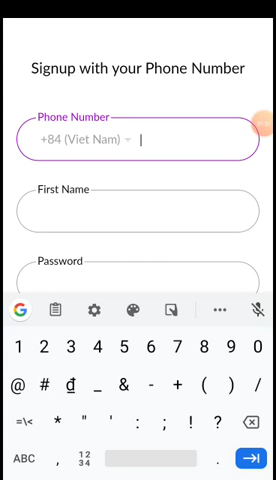 Signup with your Phone Number
Phone Number
+84 (Viet Nam)
First Name
Password
1 2 3 4 5 6 7 8 9 0
@ # ₫ _ & - + ( ) /
=\< * " ' : ; ! ?
ABC , 12 34 .